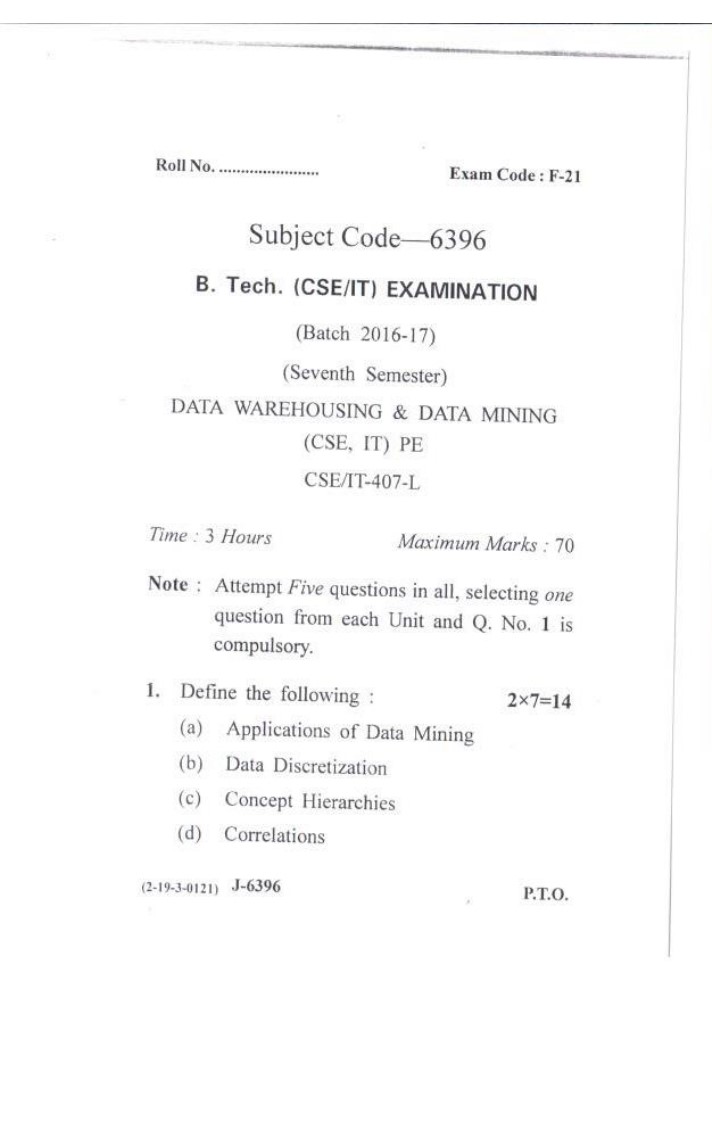 Roll No. .......................
Exam Code : F-21
Subject Code—6396
B. Tech. (CSE/IT) EXAMINATION
(Batch 2016-17)
(Seventh Semester)
DATA WAREHOUSING & DATA MINING
(CSE, IT) PE
CSE/IT-407-L
Time : 3 Hours Maximum Marks : 70
Note : Attempt Five questions in all, selecting one
question from each Unit and Q. No. 1 is
compulsory.
1. Define the following : 2×7=14
(a) Applications of Data Mining
(b) Data Discretization
(c) Concept Hierarchies
(d) Correlations
(2-19-3-0121) J-6396 P.T.O.